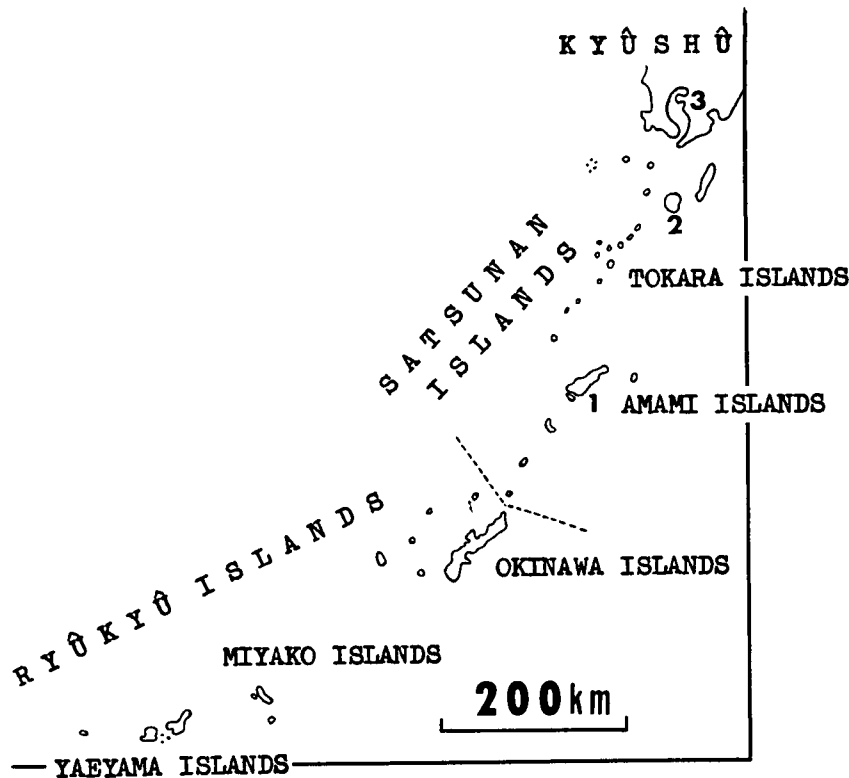 KYÛSHÛ
3
2
SATSUNAN
ISLANDS
TOKARA ISLANDS
1
AMAMI ISLANDS
RYÛKYÛ ISLANDS
OKINAWA ISLANDS
MIYAKO ISLANDS
200km
YAEYAMA ISLANDS